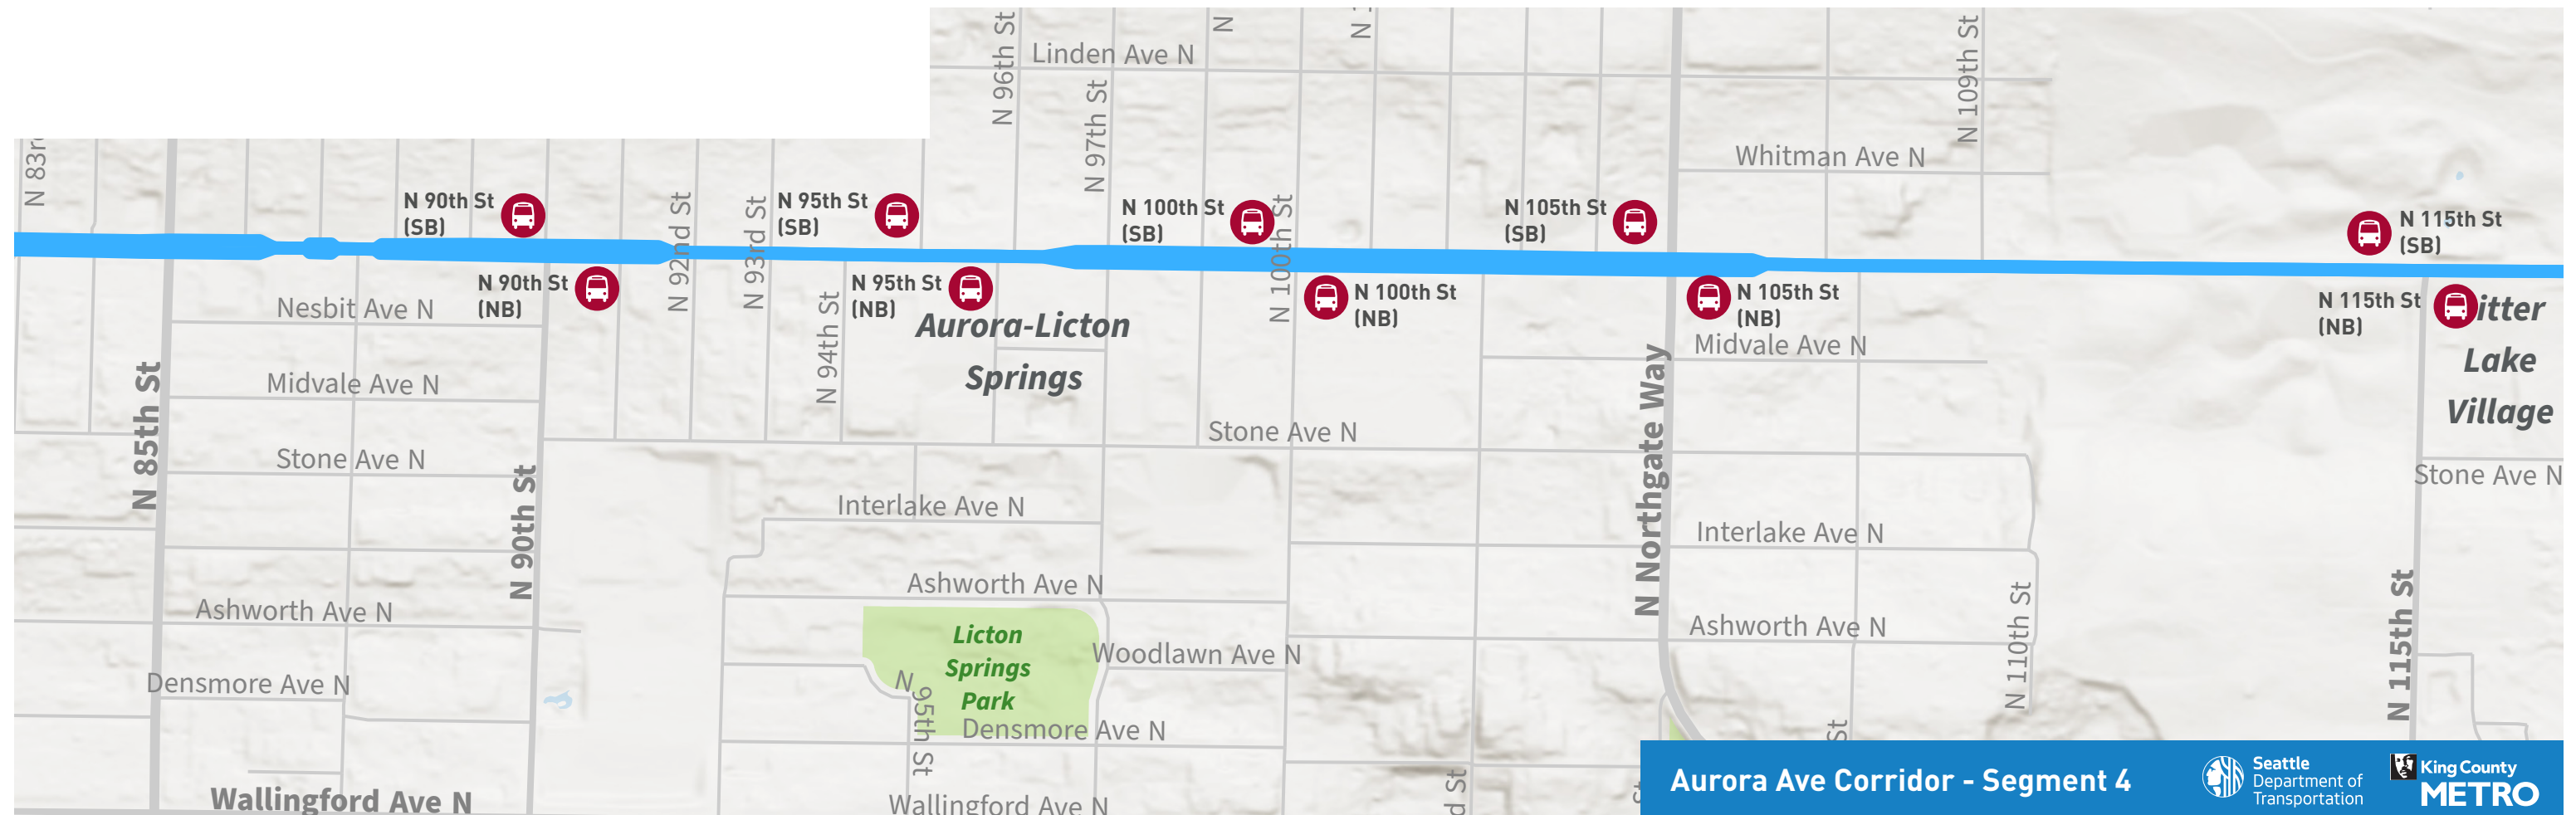 N 96th St
Linden Ave N
N 97th St
N
N
N 109th St
Whitman Ave N
N 83r
N 90th St
(SB)
N 92nd St
N 93rd St
N 95th St
(SB)
N 100th St
(SB)
N 100th St
N 105th St
(SB)
N 115th St
(SB)
N 90th St
(NB)
N 94th St
N 95th St
(NB)
N 100th St
(NB)
N 105th St
(NB)
N 115th St
(NB)
Nesbit Ave N
Aurora-Licton
Springs
Midvale Ave N
itter
Lake
Village
N 85th St
Midvale Ave N
N Northgate Way
Stone Ave N
Stone Ave N
Stone Ave N
N 90th St
Interlake Ave N
Interlake Ave N
Ashworth Ave N
Ashworth Ave N
Ashworth Ave N
N 110th St
N 115th St
Licton
Springs
Park
Woodlawn Ave N
N 95th St
Densmore Ave N
Densmore Ave N
St
Wallingford Ave N
Wallingford Ave N
d St
St
Aurora Ave Corridor - Segment 4
Seattle
Department of
Transportation
King County
METRO